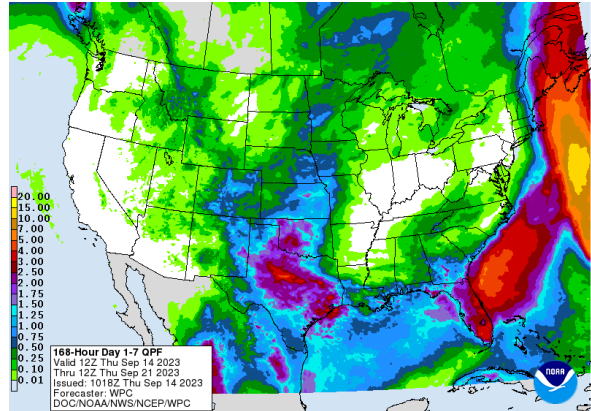 20.00
15.00
10.00
7.00
5.00
4.00
3.00
2.50
2.00
1.75
1.50
1.25
1.00
0.75
0.50
0.25
0.10
0.01
168-Hour Day 1-7 QPF
Valid 12Z Thu Sep 14 2023
Thru 12Z Thu Sep 21 2023
Issued: 1018Z Thu Sep 14 2023
Forecaster: WPC
DOC/NOAA/NWS/NCEP/WPC
NOAA